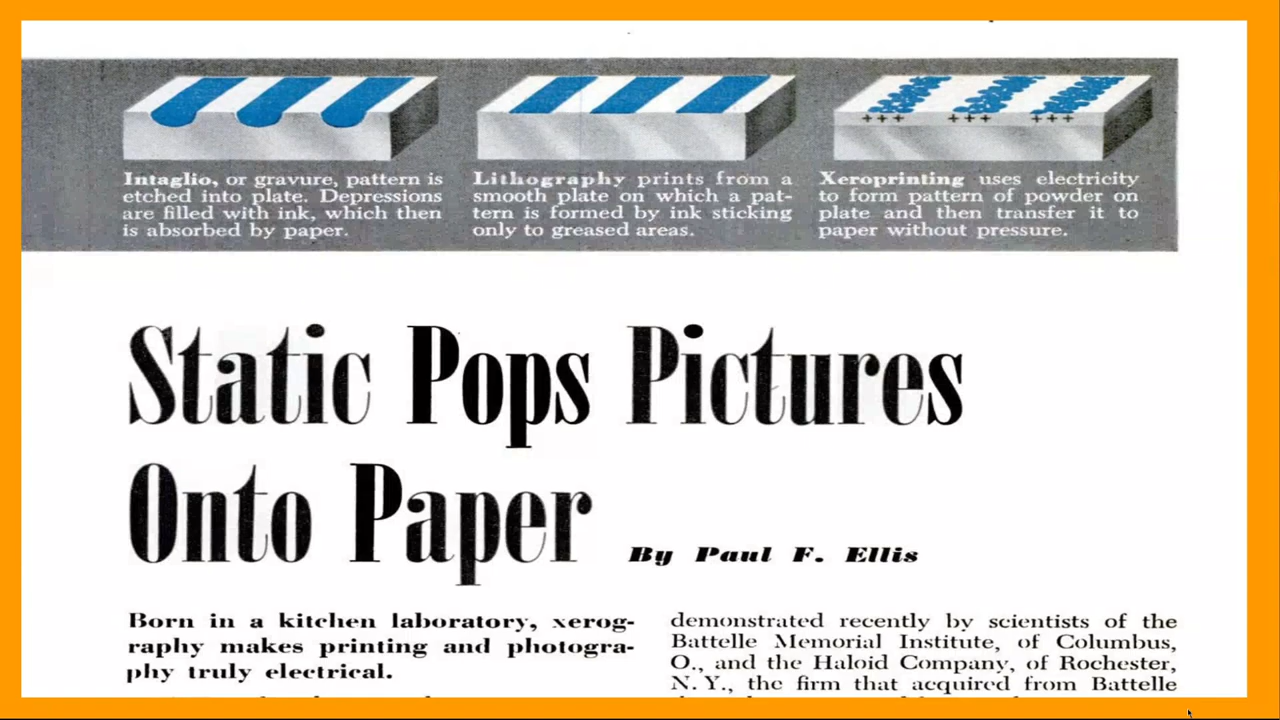 Intaglio, or gravure, pattern is
etched into plate. Depressions
are filled with ink, which then
is absorbed by paper.
Lithography prints from a
smooth plate on which a pat-
tern is formed by ink sticking
only to greased areas.
+++ +++ +++
Xeroprinting uses electricity
to form pattern of powder on
plate and then transfer it to
paper without pressure.
Static Pops Pictures
Onto Paper
By Paul F. Ellis
Born in a kitchen laboratory, xerog-
raphy makes printing and photogra-
phy truly electrical.
demonstrated recently by scientists of the
Battelle Memorial Institute, of Columbus,
O., and the Haloid Company, of Rochester,
N. Y., the firm that acquired from Battelle